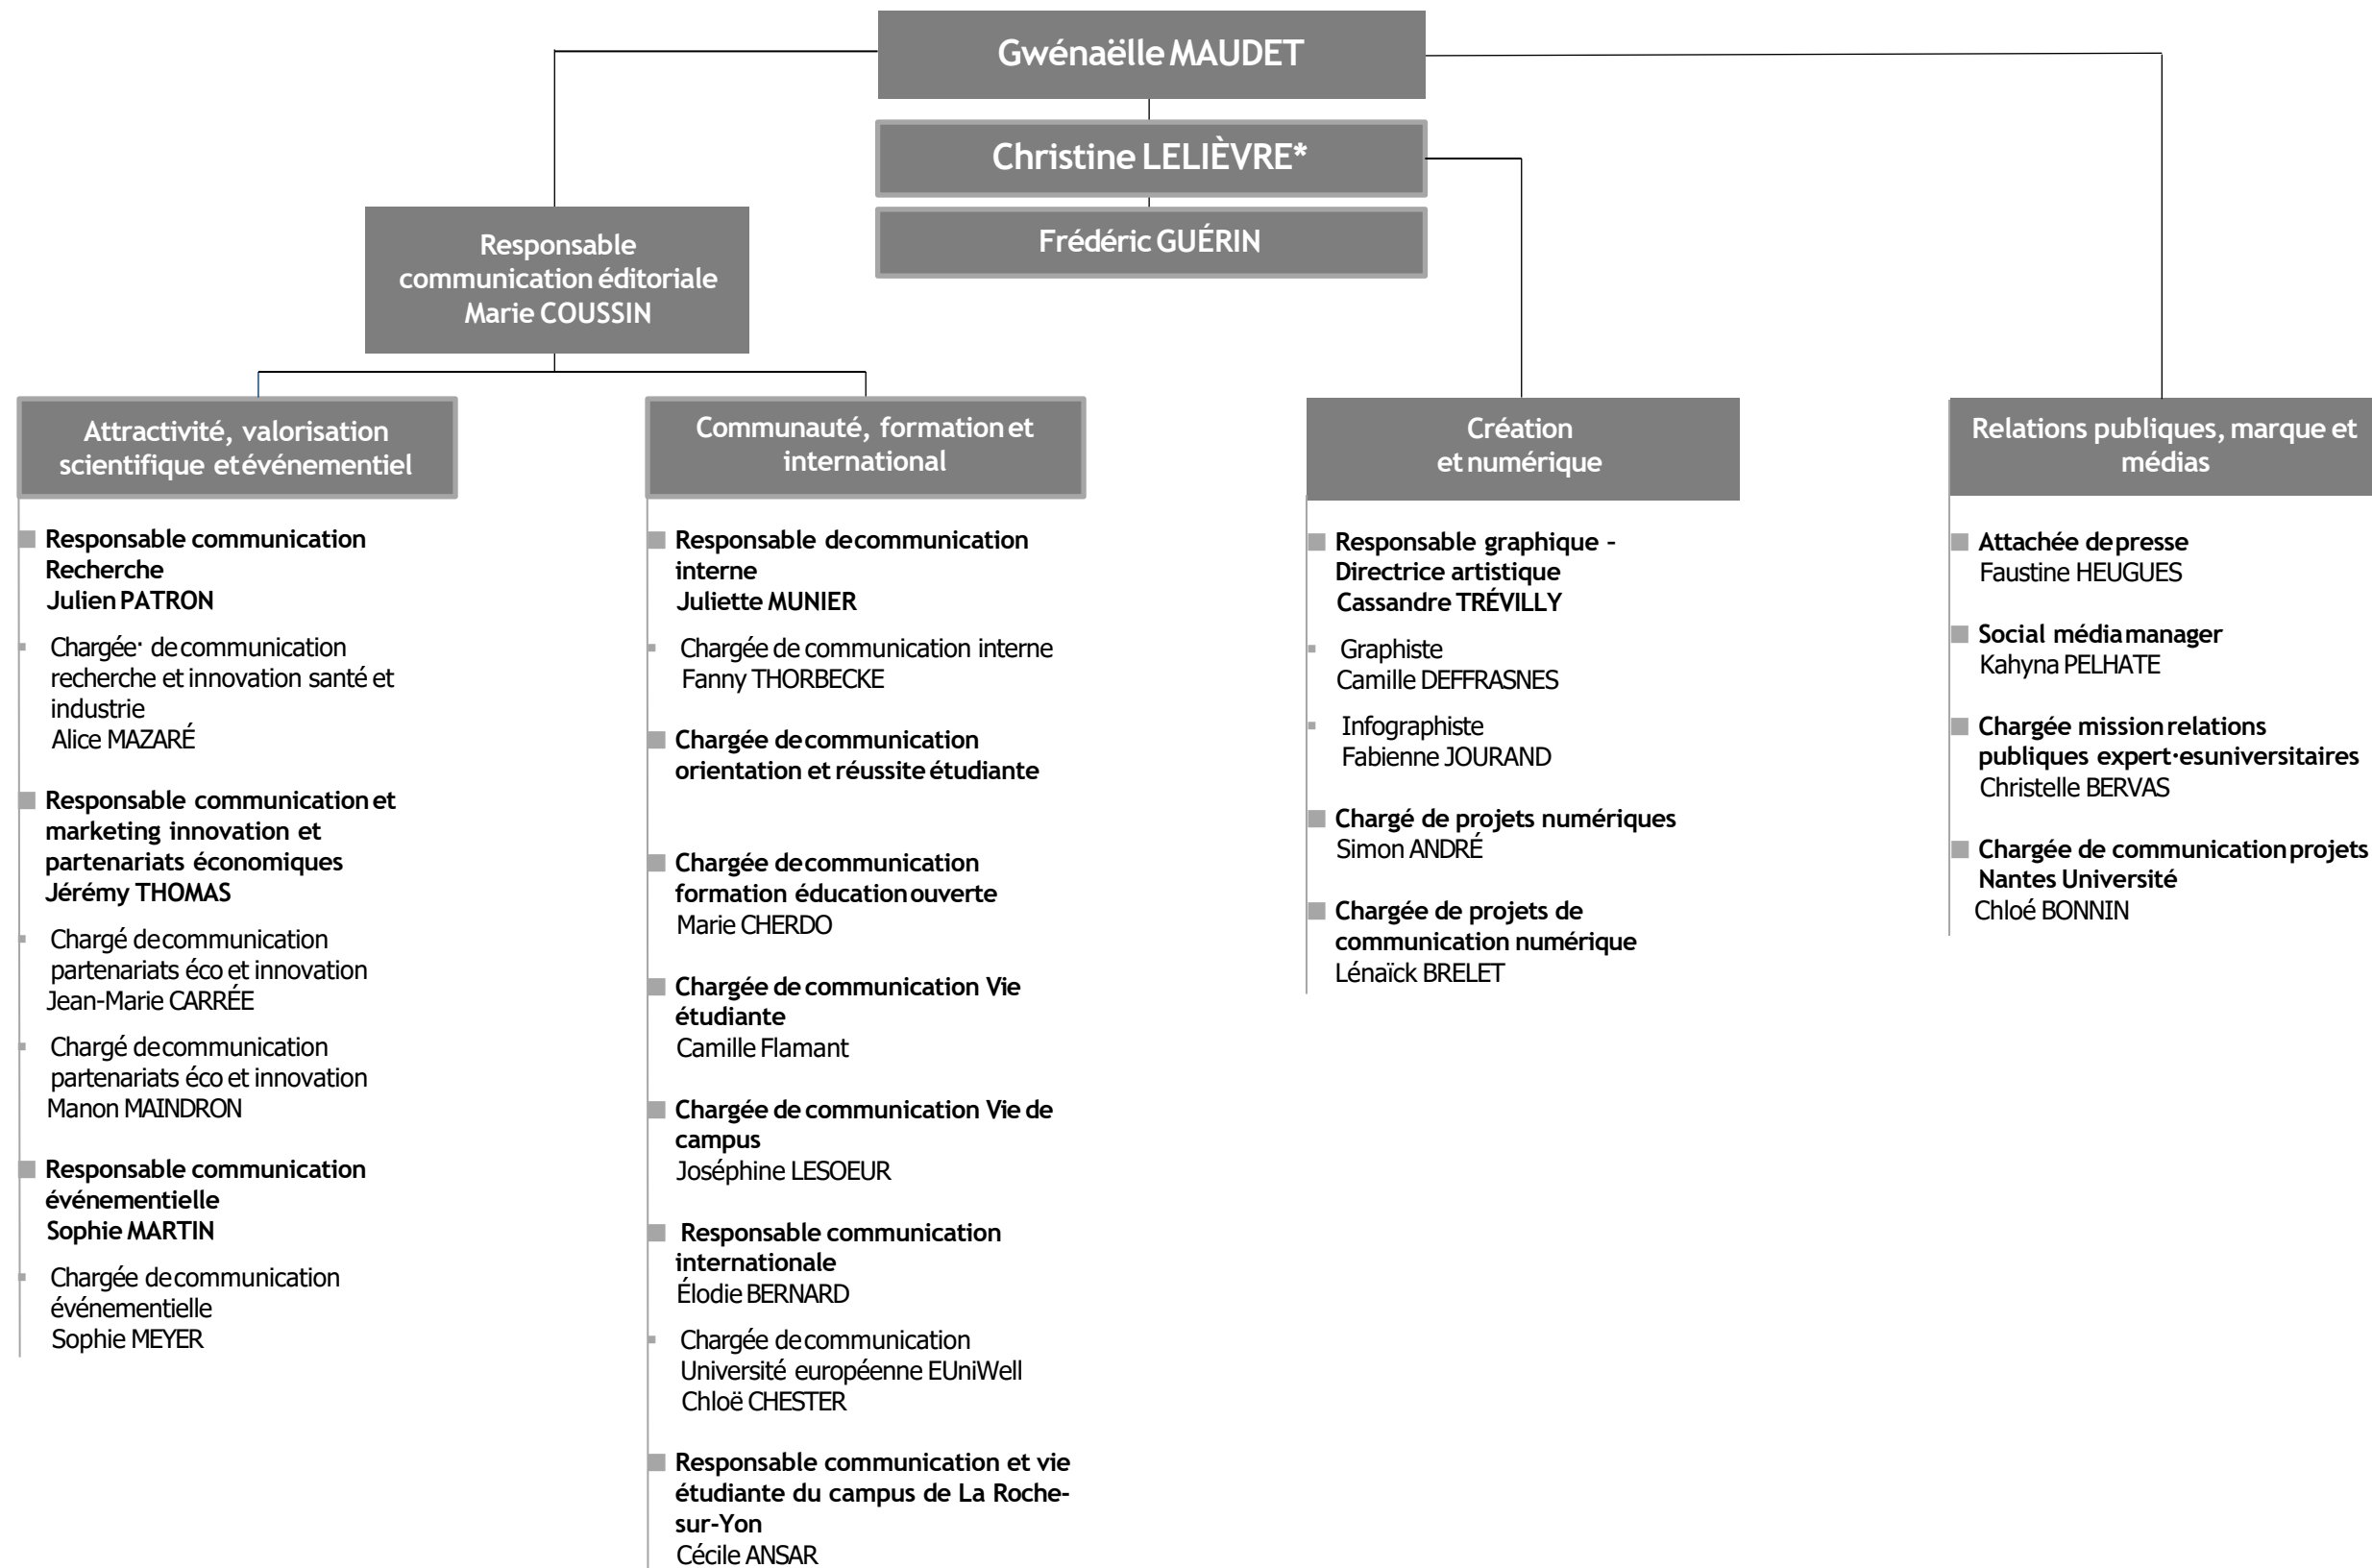 Gwénaëlle MAUDET
Christine LELIÈVRE*
Frédéric GUÉRIN
Responsable
communication éditoriale
Marie COUSSIN
Attractivité, valorisation
scientifique et événementiel
Responsable communication
Recherche
Julien PATRON
Chargée· de communication
recherche et innovation santé et
industrie
Alice MAZARÉ
Responsable communication et
marketing innovation et
partenariats économiques
Jérémy THOMAS
Chargé de communication
partenariats éco et innovation
Jean-Marie CARRÉE
Chargé de communication
partenariats éco et innovation
Manon MAINDRON
Responsable communication
événementielle
Sophie MARTIN
Chargée de communication
événementielle
Sophie MEYER
Communauté, formation et
international
Responsable de communication
interne
Juliette MUNIER
Chargée de communication interne
Fanny THORBECKE
Chargée de communication
orientation et réussite étudiante
Chargée de communication
formation éducation ouverte
Marie CHERDO
Chargée de communication Vie
étudiante
Camille Flamant
Chargée de communication Vie de
campus
Joséphine LESOEUR
Responsable communication
internationale
Élodie BERNARD
Chargée de communication
Université européenne EUniWell
Chloë CHESTER
Responsable communication et vie
étudiante du campus de La Roche-
sur-Yon
Cécile ANSAR
Création
et numérique
Responsable graphique –
Directrice artistique
Cassandre TRÉVILLY
Graphiste
Camille DEFFRASNES
Infographiste
Fabienne JOURAND
Chargé de projets numériques
Simon ANDRÉ
Chargée de projets de
communication numérique
Lénaïck BRELET
Relations publiques, marque et
médias
Attachée de presse
Faustine HEUGUES
Social média manager
Kahyna PELHATE
Chargée mission relations
publiques expert·es universitaires
Christelle BERVAS
Chargée de communication projets
Nantes Université
Chloé BONNIN